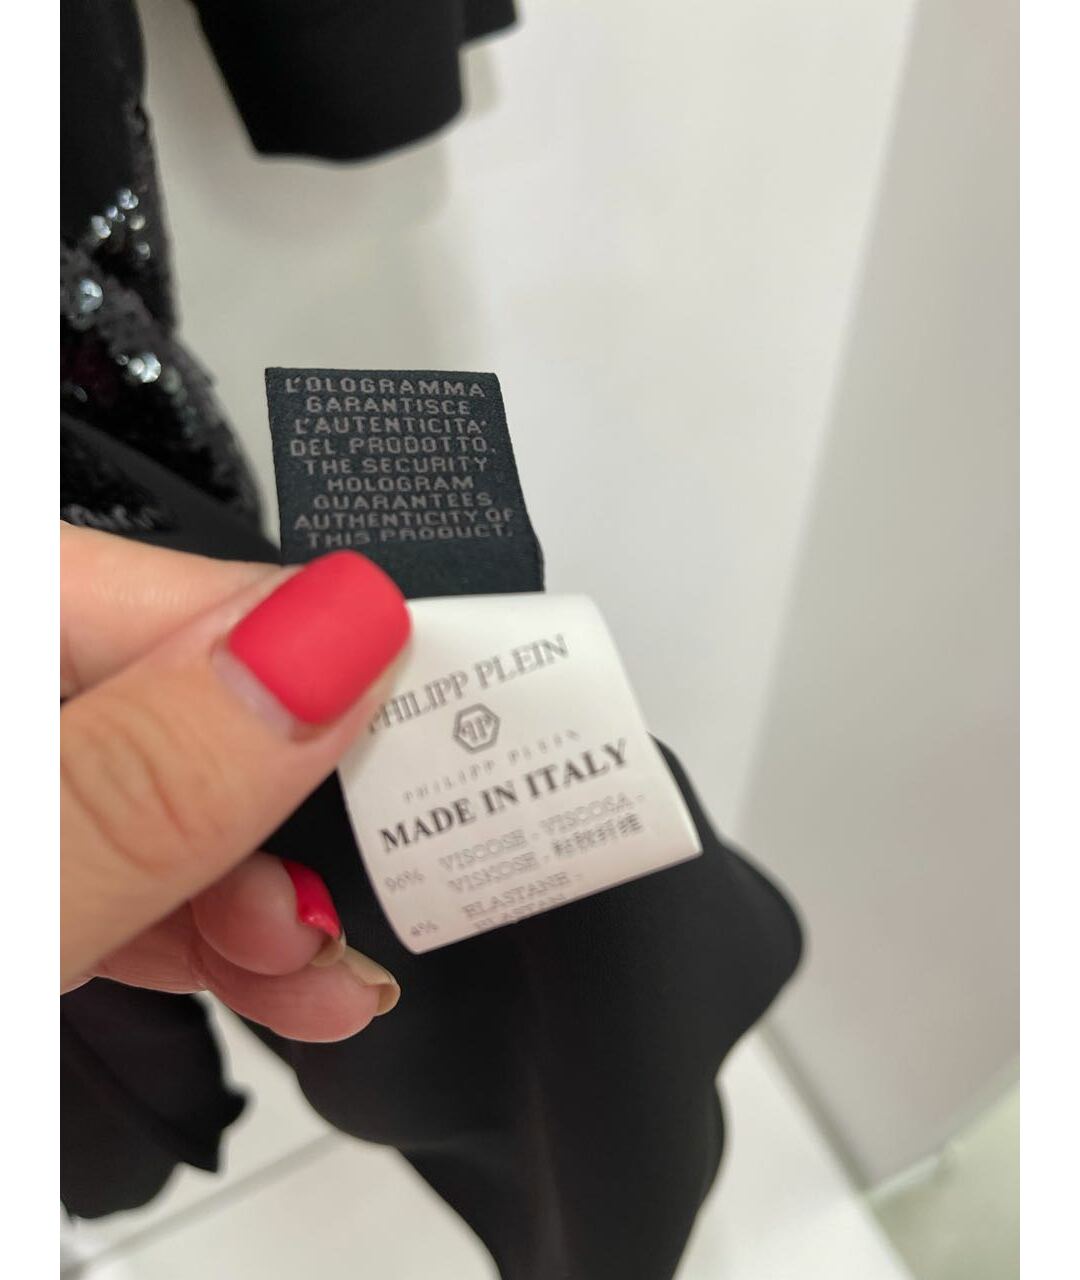 L'OLOGRAMMA
GARANTISCE
L'AUTENTICITA'
DEL PRODOTTO.
THE SECURITY
HOLOGRAM
GUARANTEES
AUTHENTICITY OF
THIS PRODUCT.
PHILIPP PLEIN
PHILIPP PLEIN
MADE IN ITALY
96% VISCOSE - VISCOSA -
VISKOSE -
4% ELASTANE -
ELASTAN